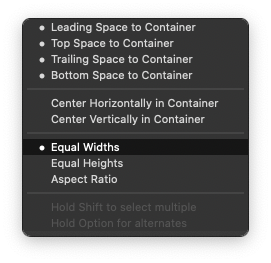 Leading Space to Container
Top Space to Container
Trailing Space to Container
Bottom Space to Container
Center Horizontally in Container
Center Vertically in Container
Equal Widths
Equal Heights
Aspect Ratio
Hold Shift to select multiple
Hold Option for alternates